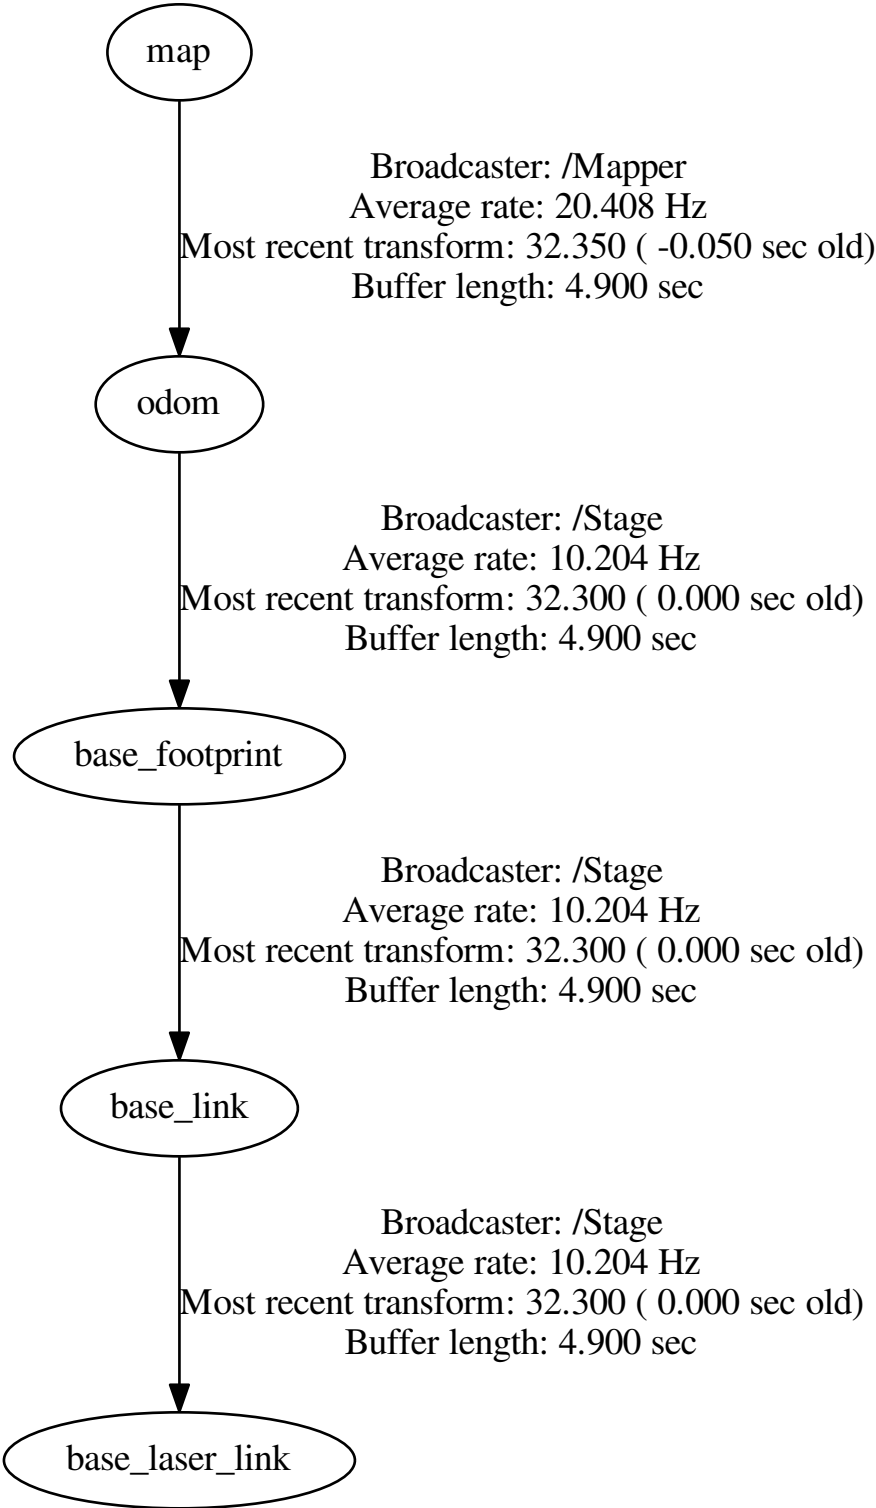 map
Broadcaster: /Mapper
Average rate: 20.408 Hz
Most recent transform: 32.350 ( -0.050 sec old)
Buffer length: 4.900 sec
odom
Broadcaster: /Stage
Average rate: 10.204 Hz
Most recent transform: 32.300 ( 0.000 sec old)
Buffer length: 4.900 sec
base_footprint
Broadcaster: /Stage
Average rate: 10.204 Hz
Most recent transform: 32.300 ( 0.000 sec old)
Buffer length: 4.900 sec
base_link
Broadcaster: /Stage
Average rate: 10.204 Hz
Most recent transform: 32.300 ( 0.000 sec old)
Buffer length: 4.900 sec
base_laser_link